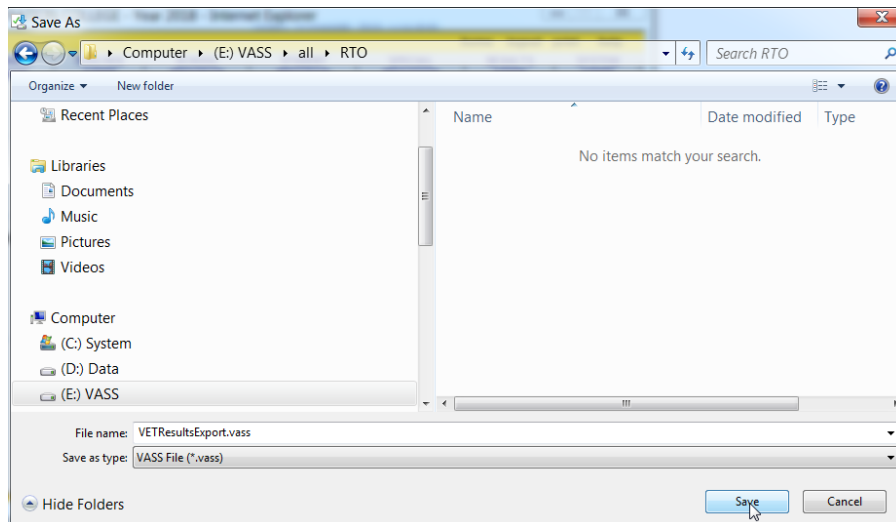 Save As
Computer (E:) VASS all RTO
Search RTO
Organize New folder
Name Date modified Type
No items match your search.
Recent Places
Libraries
Documents
Music
Pictures
Videos
Computer
(C:) System
(D:) Data
(E:) VASS
File name: VETResultsExport.vass
Save as type: VASS File (*.vass)
Hide Folders
Save Cancel